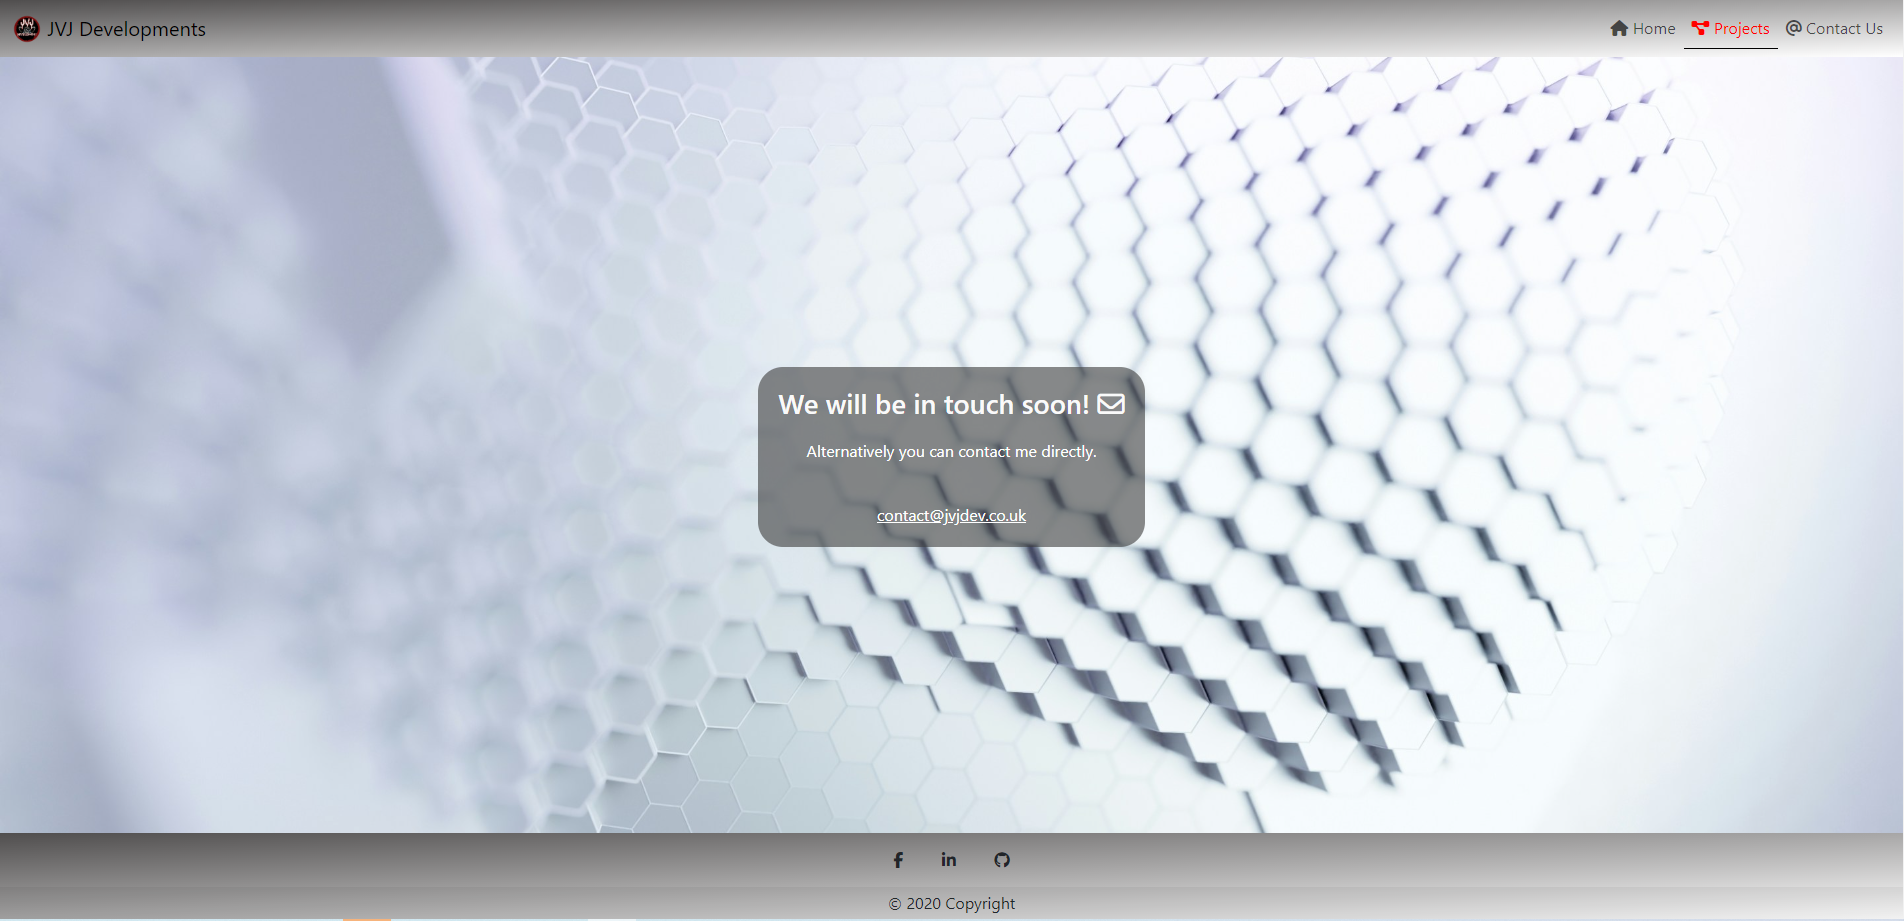 JVJ Developments
Home
Projects
Contact Us
We will be in touch soon!
Alternatively you can contact me directly.
contact@jvjdev.co.uk
© 2020 Copyright